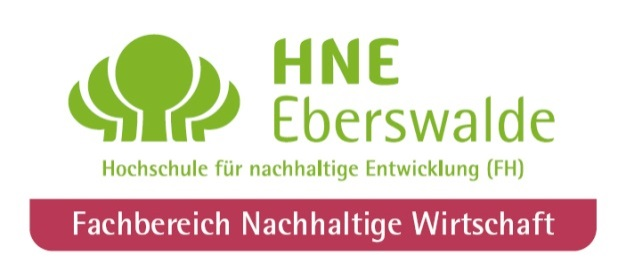 HNE
Eberswalde
Hochschule für nachhaltige Entwicklung (FH)
Fachbereich Nachhaltige Wirtschaft